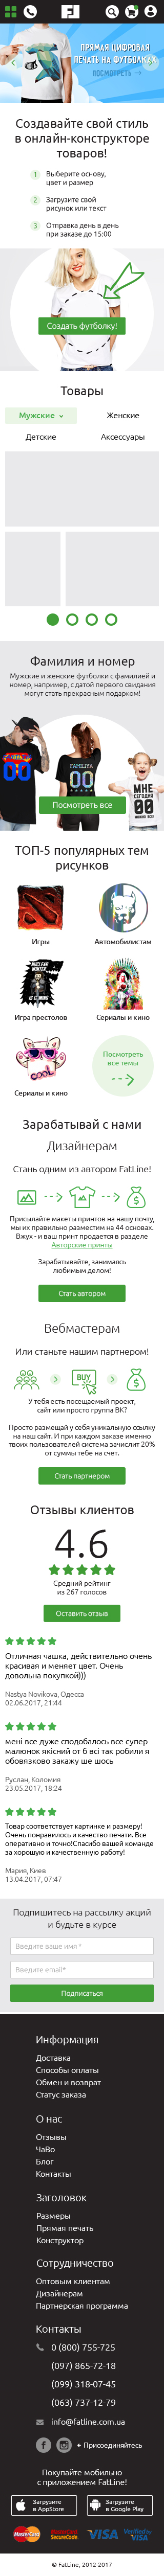 FL
ПРЯМАЯ ЦИФРОВАЯ
ПЕЧАТЬ НА ФУТБОЛКАХ
ПОСМОТРЕТЬ
Создавайте свой стиль
в онлайн-конструкторе
товаров!
1 Выберите основу,
цвет и размер
2 Загрузите свой
рисунок или текст
3 Отправка день в день
при заказе до 15:00
Создать футболку!
Товары
Мужские
Женские
Детские
Аксессуары
Фамилия и номер
Мужские и женские футболки с фамилией и
номер, например, с датой первого свидания
могут стать прекрасным подарком!
00
FAMILIYA
00
МНЕ
СЕГОДНЯ
00
Посмотреть все
ТОП-5 популярных тем
рисунков
Игры
Автомобилистам
Игра престолов
Сериалы и кино
Сериалы и кино
Посмотреть
все темы
Зарабатывай с нами
Дизайнерам
Стань одним из автором FatLine!
Присылайте макеты принтов на нашу почту,
мы их правильно разместим на 44 основах.
Вжух - и ваш принт продается в разделе
Авторские принты
Зарабатывайте, занимаясь
любимым делом!
Стать автором
Вебмастерам
Или станьте нашим партнером!
BUY
У тебя есть посещаемый проект,
сайт или просто группа ВК?
Просто размещай у себя уникальную ссылку
на наш сайт. И при каждом заказе именно
твоих пользователей система зачислит 20%
от суммы тебе на счет.
Стать партнером
Отзывы клиентов
4.6
Средний рейтинг
из 267 голосов
Оставить отзыв
Отличная чашка, действительно очень
красивая и меняет цвет. Очень
довольна покупкой)))
Nastya Novikova, Одесса
02.06.2017, 21:44
мені все дуже сподобалось супер
малюнок якісний от б всі так робили я
обовязково закажу ше шось
Руслан, Коломия
23.05.2017, 18:24
Товар соответствует картинке и размеру!
Очень понравилось и качество печати. Все
оперативно и точно!Спасибо вашей команде
за хорошую и качественную работу!
Мария, Киев
13.04.2017, 07:47
Подпишитесь на рассылку акций
и будьте в курсе
Введите ваше имя *
Введите email*
Подписаться
Информация
Доставка
Способы оплаты
Обмен и возврат
Статус заказа
О нас
Отзывы
ЧаВо
Блог
Контакты
Заголовок
Размеры
Прямая печать
Конструктор
Сотрудничество
Оптовым клиентам
Дизайнерам
Партнерская программа
Контакты
0 (800) 755-725
(097) 865-72-18
(099) 318-07-45
(063) 737-12-79
info@fatline.com.ua
Присоединяйтесь
Покупайте мобильно
с приложением FatLine!
Загрузите
в AppStore
Загрузите
в Google Play
MasterCard
MasterCard
SecureCode.
VISA
Verified by
VISA
© FatLine, 2012-2017